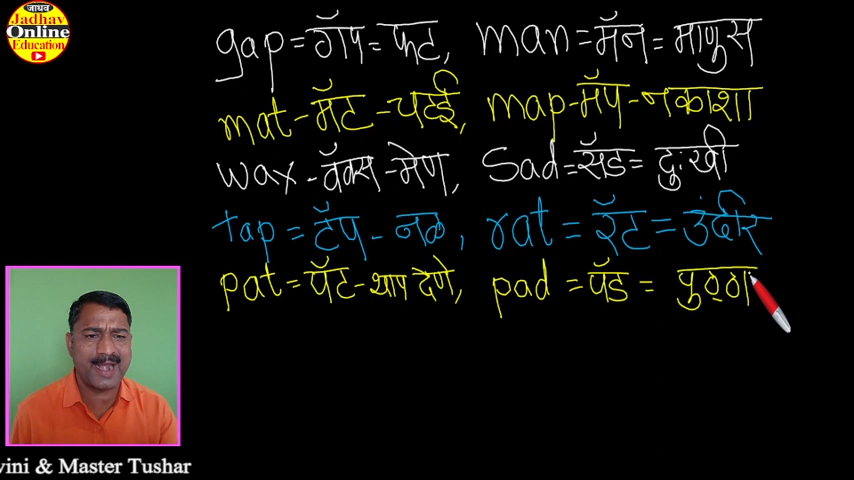 जाधव
Jadhav
Online
Education
gap=गॅप=फट, man=मॅन=माणुस
mat-मॅट-चटई, map-मॅप-नकाशा
wax-वॅक्स-मेण, Sad=सॅड=दुःखी
tap=टॅप-नळ, rat=रॅट=उंदीर
pat=पॅट-थाप देणे, pad=पॅड=पुठ्ठा
vini & Master Tushar